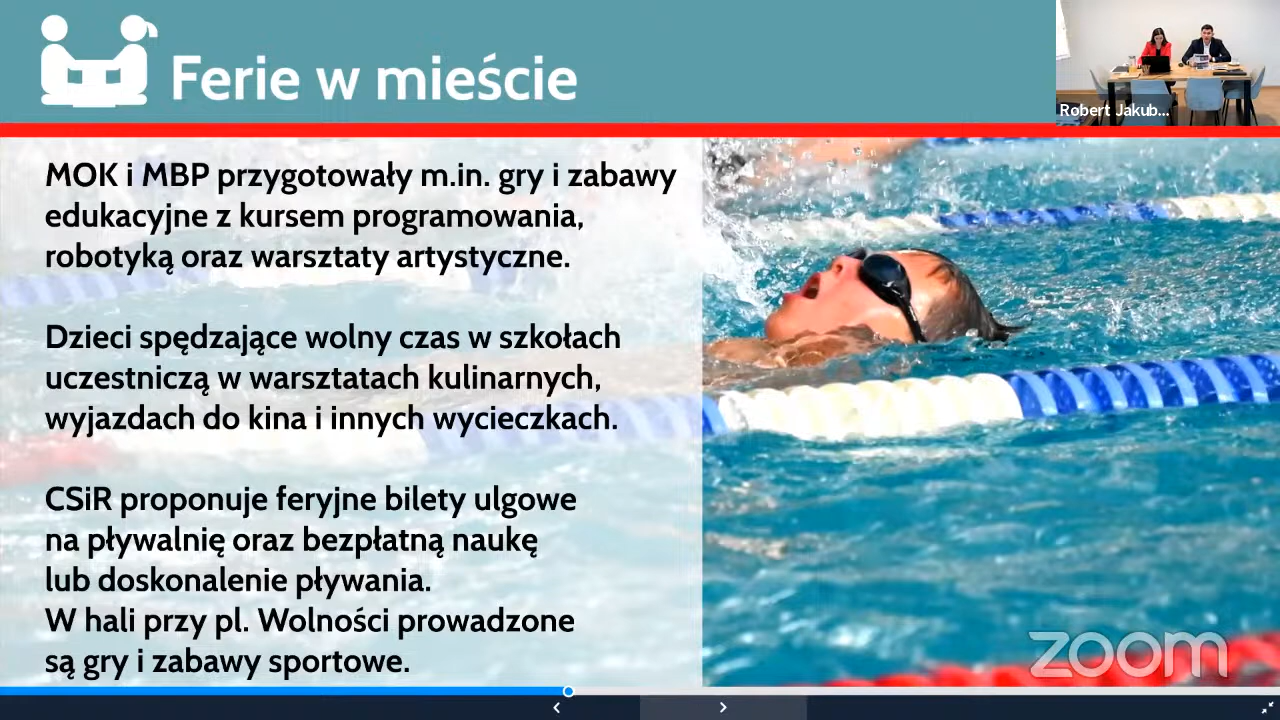 Ferie w mieście
Robert Jakub...
MOK i MBP przygotowały m.in. gry i zabawy
edukacyjne z kursem programowania,
robotyką oraz warsztaty artystyczne.
Dzieci spędzające wolny czas w szkołach
uczestniczą w warsztatach kulinarnych,
wyjazdach do kina i innych wycieczkach.
CSiR proponuje feryjne bilety ulgowe
na pływalnię oraz bezpłatną naukę
lub doskonalenie pływania.
W hali przy pl. Wolności prowadzone
są gry i zabawy sportowe.
zoom